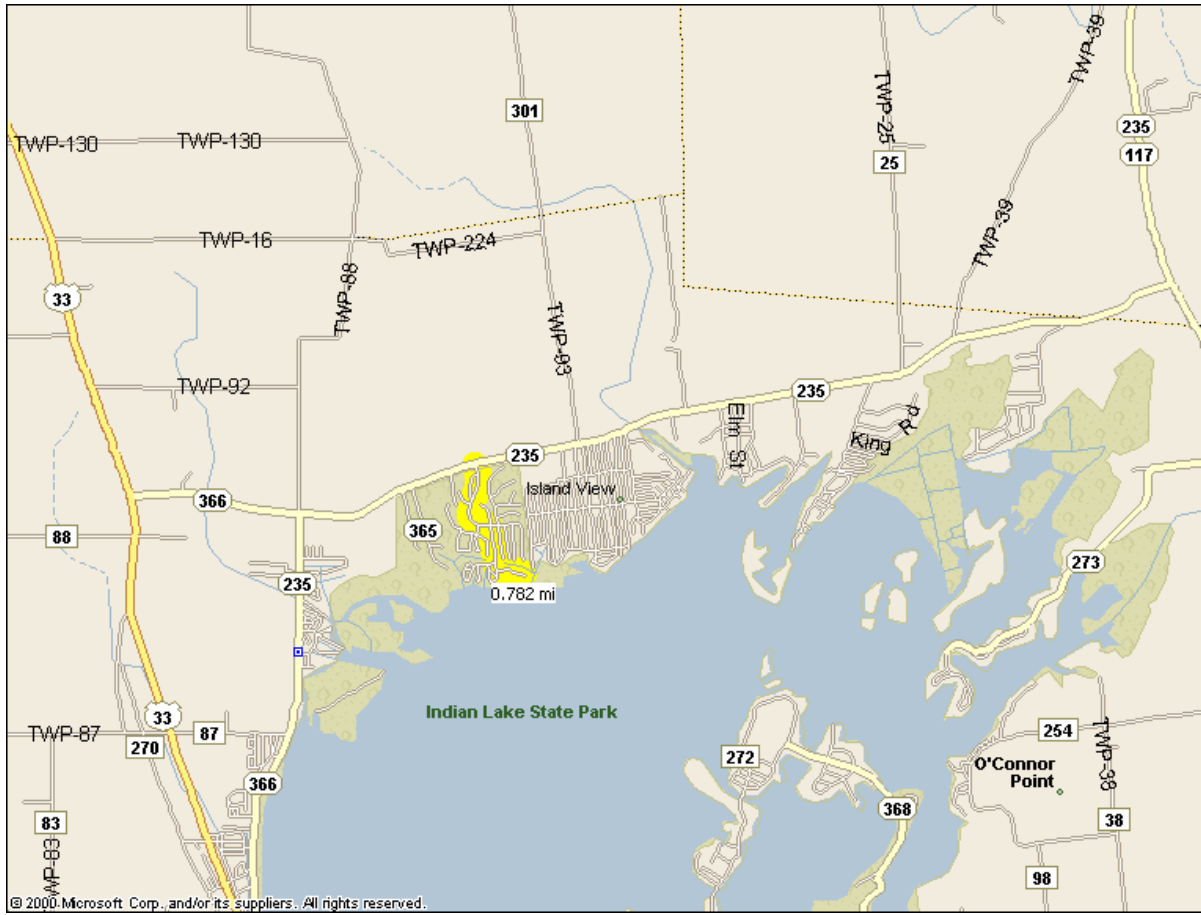 TWP-39
301
TWP-25
235
117
TWP-130
TWP-130
25
TWP-39
TWP-16
TWP-224
33
TWP-88
TWP-93
TWP-92
235
Elm St
King Rd
235
Island View
366
365
88
273
235
0.782 mi
Indian Lake State Park
33
87
TWP-87
270
254
TWP-38
272
O'Connor
Point
366
368
83
38
TWP-83
98
© 2000 Microsoft Corp. and/or its suppliers. All rights reserved.